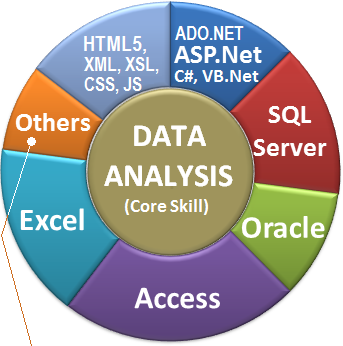 HTML5,
XML, XSL,
CSS, JS
ADO.NET
ASP.Net
C#, VB.Net
SQL
Server
Oracle
Access
Excel
Others
DATA
ANALYSIS
(Core Skill)